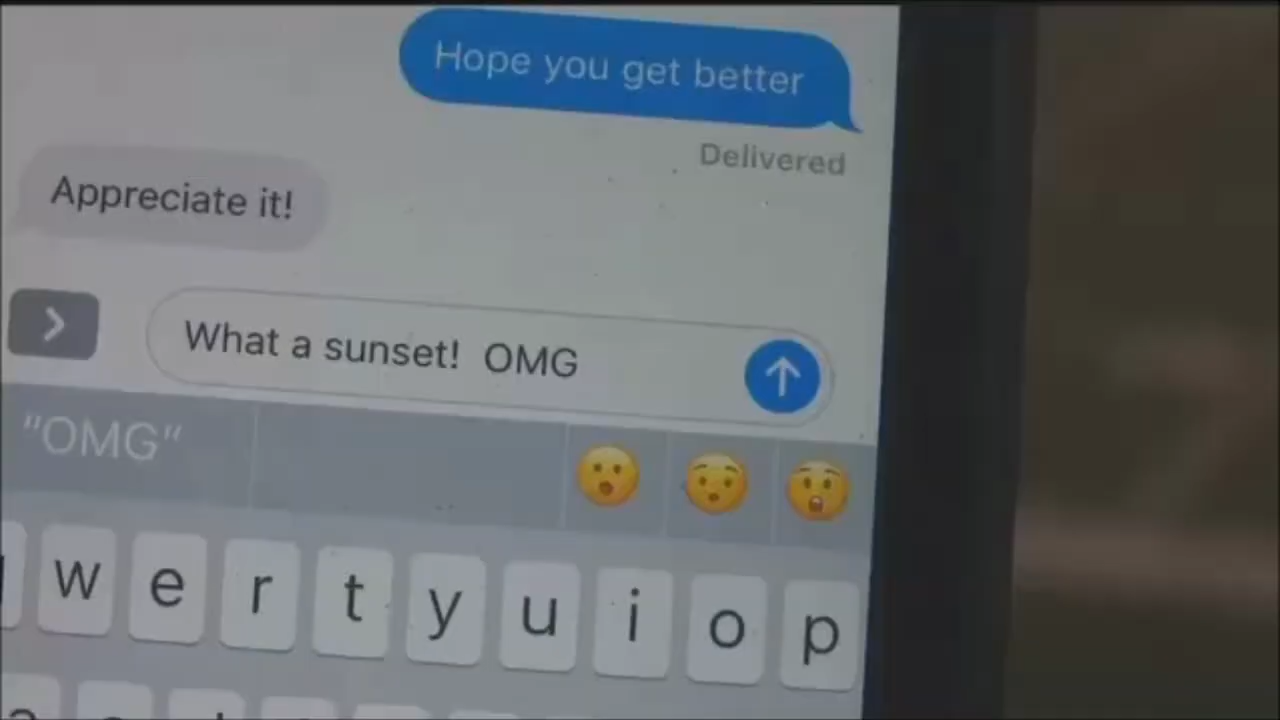 Hope you get better
Delivered
Appreciate it!
What a sunset!  OMG
"OMG"
w e r t y u i o p